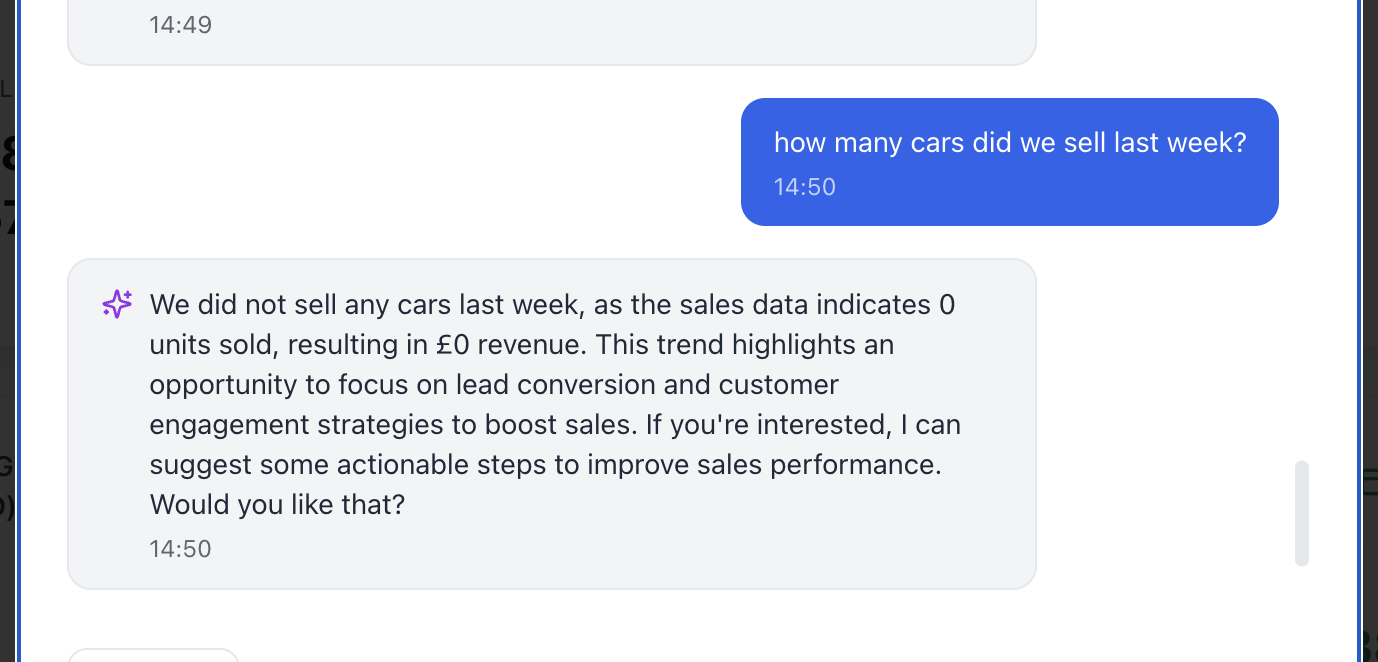 14:49
how many cars did we sell last week?
14:50
We did not sell any cars last week, as the sales data indicates 0
units sold, resulting in £0 revenue. This trend highlights an
opportunity to focus on lead conversion and customer
engagement strategies to boost sales. If you're interested, I can
suggest some actionable steps to improve sales performance.
Would you like that?
14:50